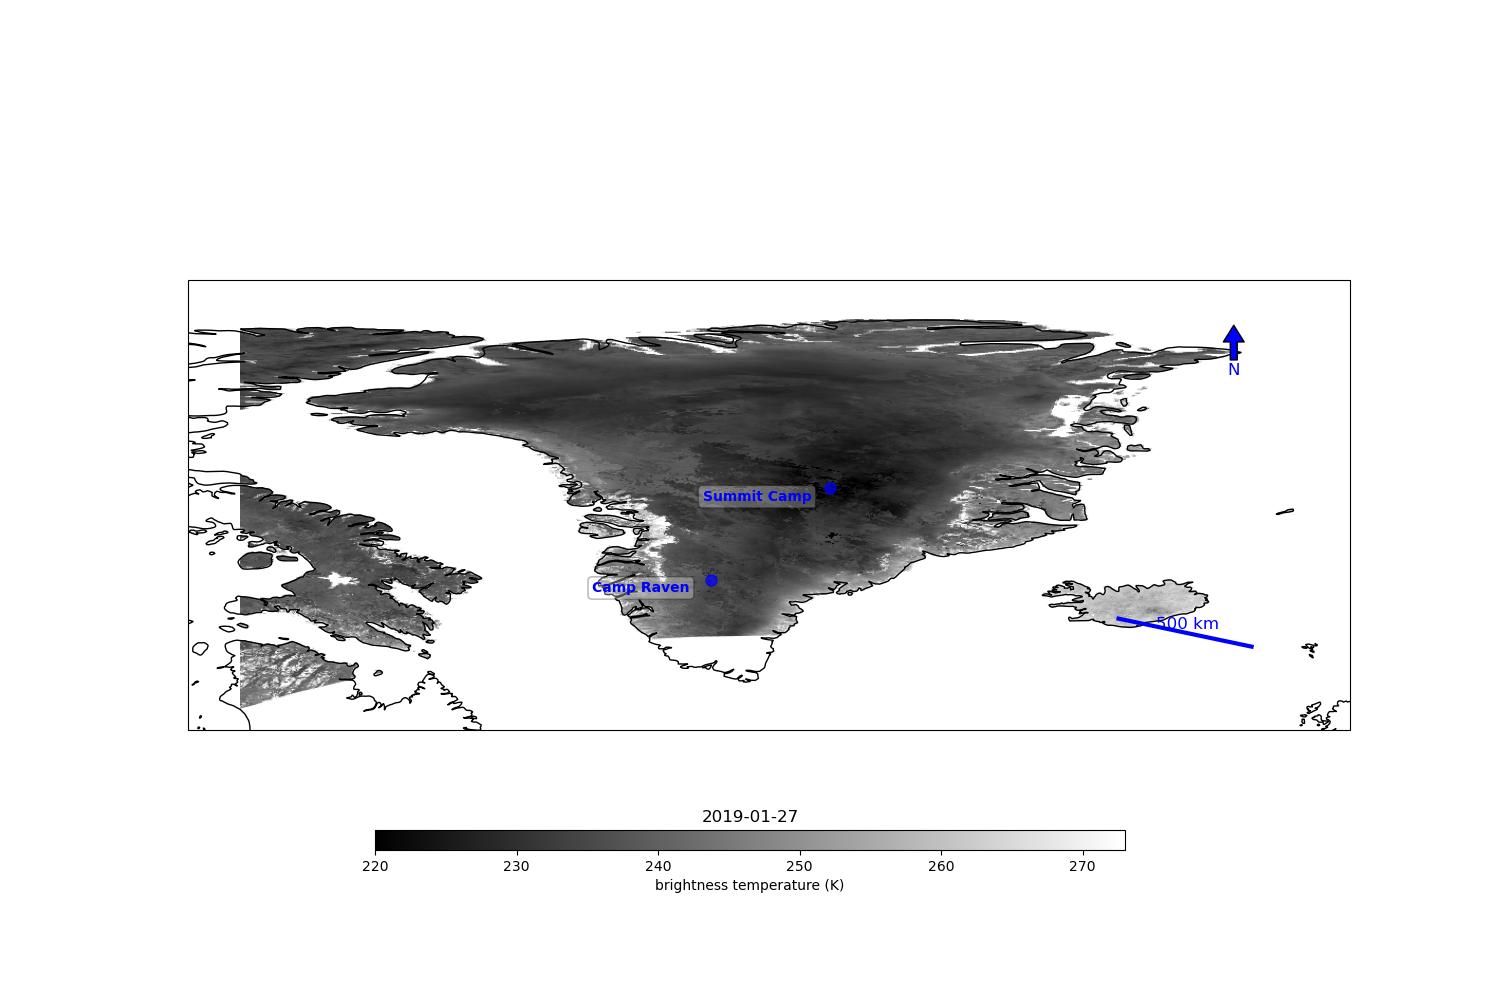 N
Summit Camp
Camp Raven
500 km
2019-01-27
220 230 240 250 260 270
brightness temperature (K)